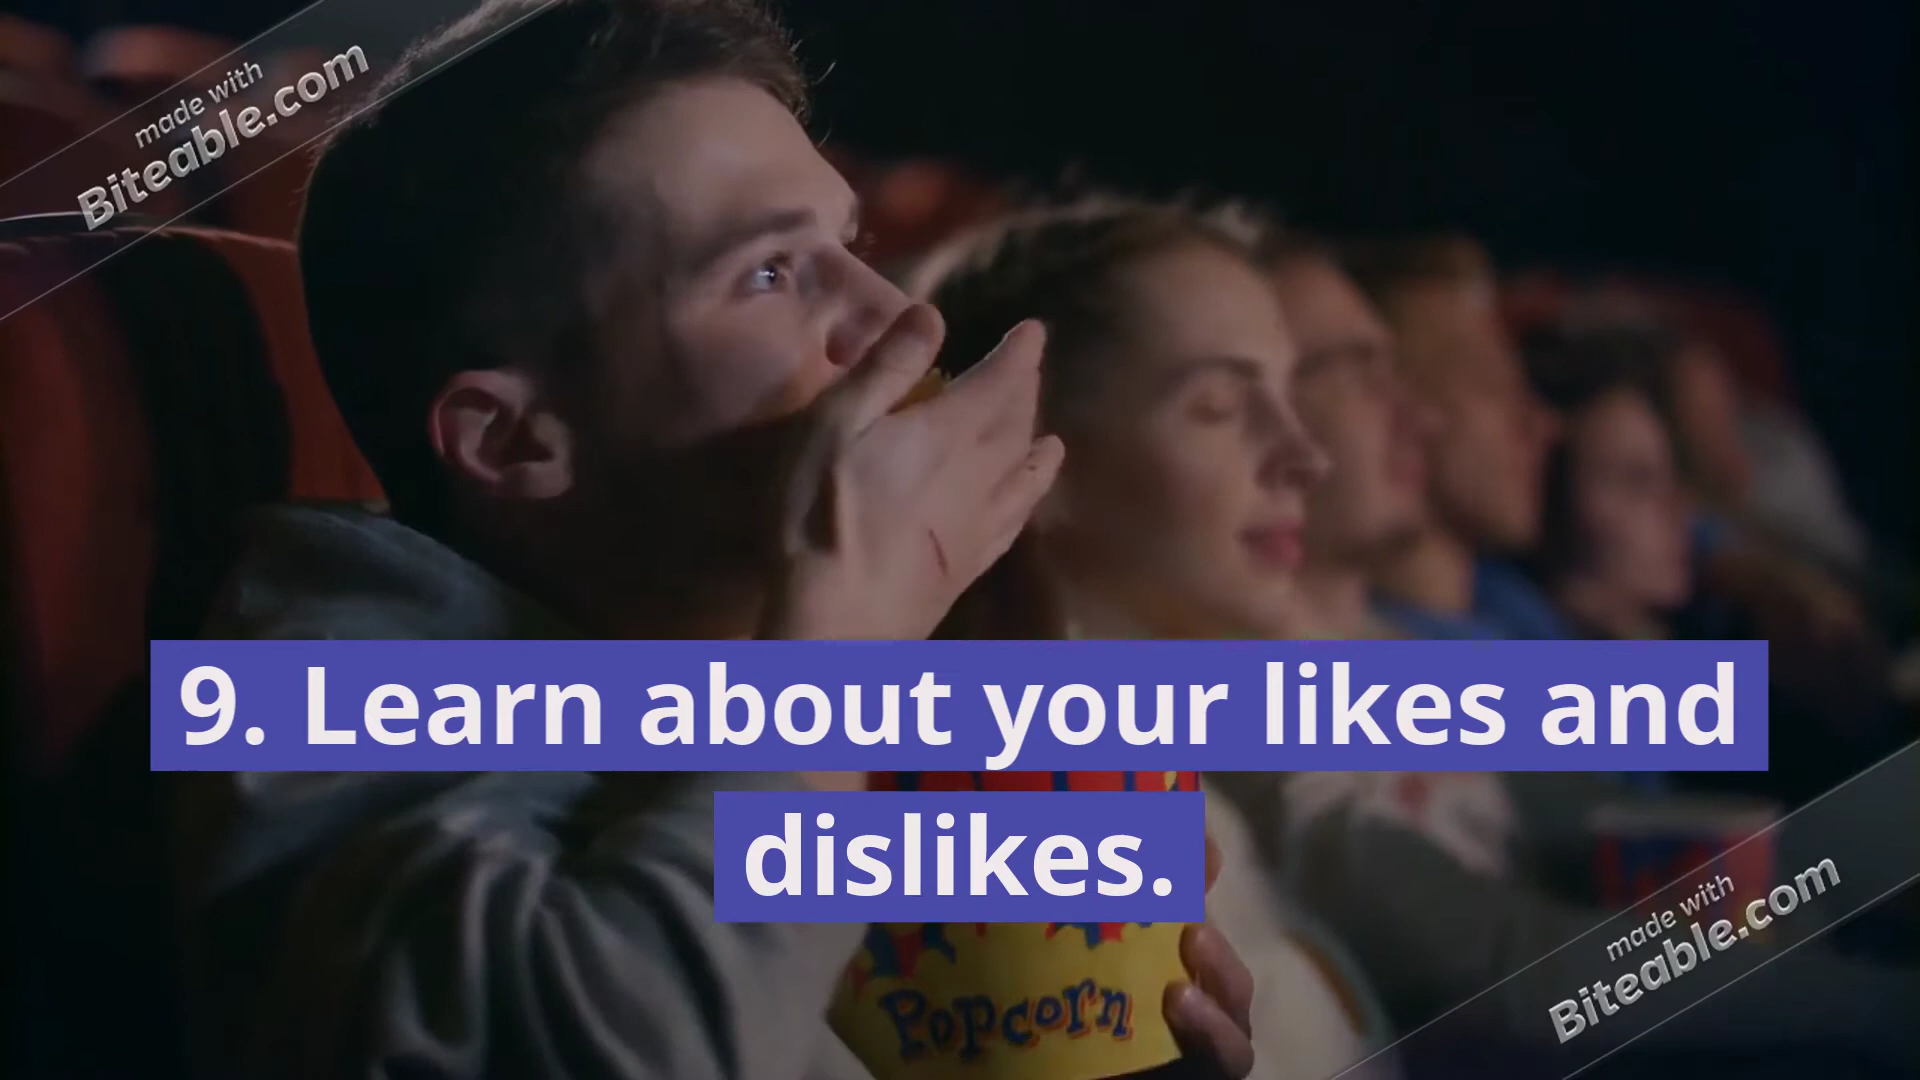 made with
Biteable.com
9. Learn about your likes and
dislikes.
Popcorn
made with
Biteable.com